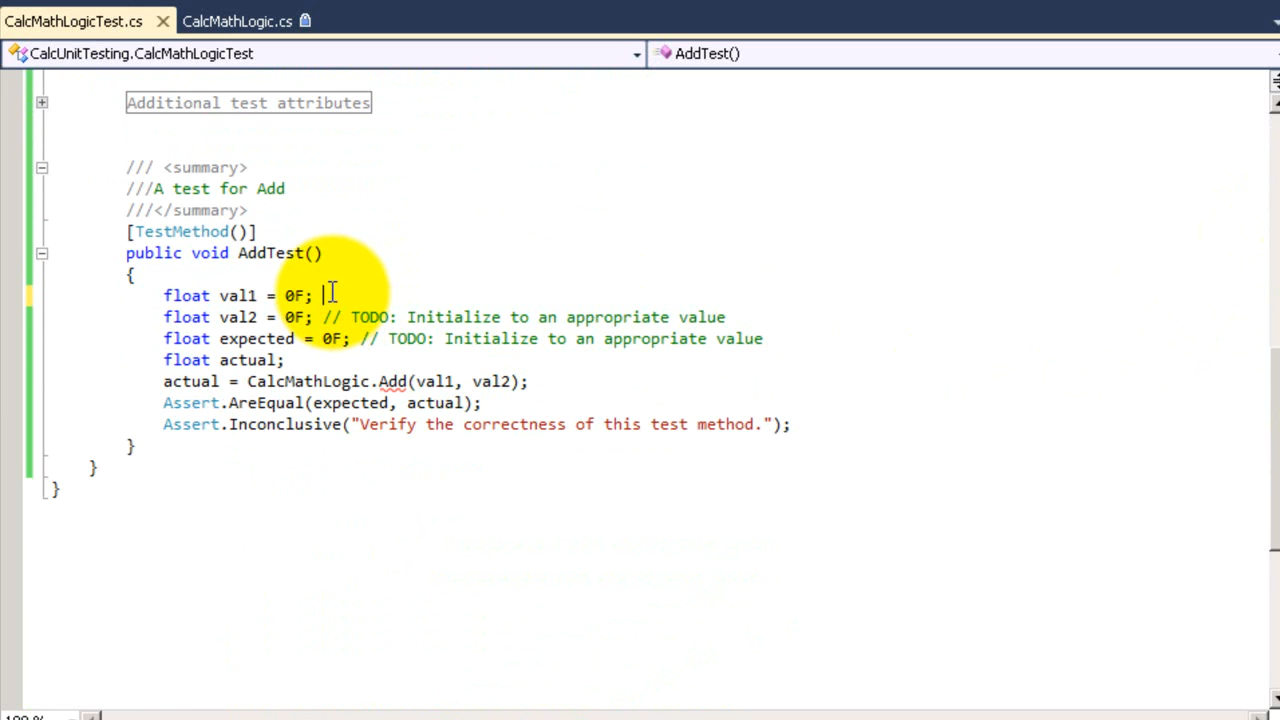 CalcMathLogicTest.cs CalcMathLogic.cs
CalcUnitTesting.CalcMathLogicTest AddTest()
Additional test attributes
/// <summary>
///A test for Add
///</summary>
[TestMethod()]
public void AddTest()
{
float val1 = 0F;
float val2 = 0F; // TODO: Initialize to an appropriate value
float expected = 0F; // TODO: Initialize to an appropriate value
float actual;
actual = CalcMathLogic.Add(val1, val2);
Assert.AreEqual(expected, actual);
Assert.Inconclusive("Verify the correctness of this test method.");
}
}
}